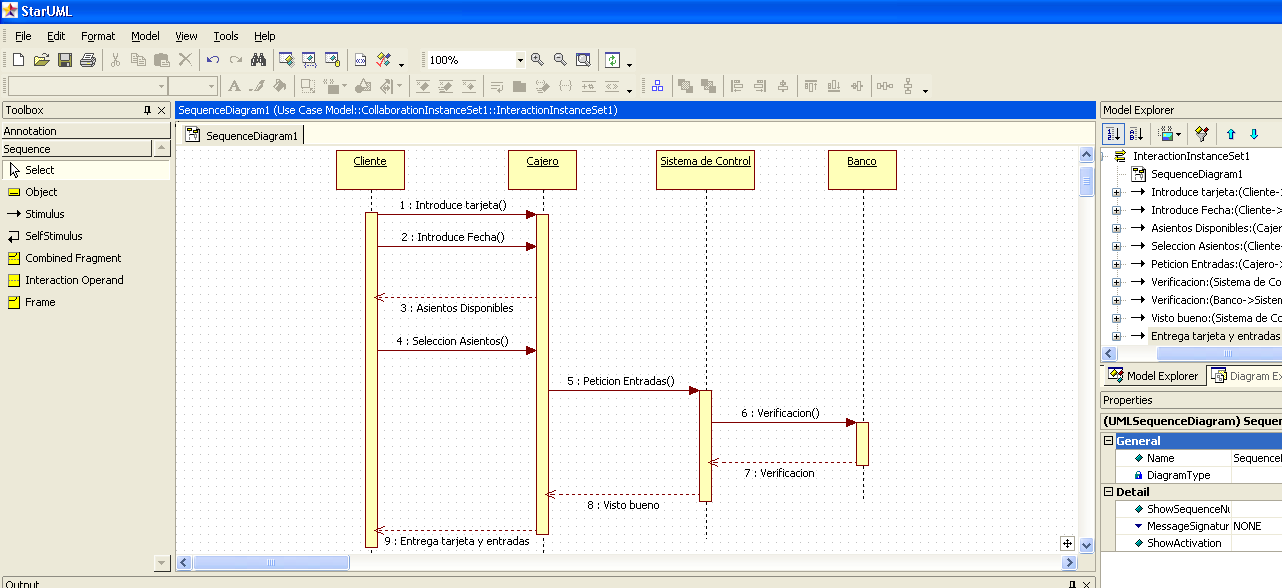 StarUML
File Edit Format Model View Tools Help
100%
Toolbox
Annotation
Sequence
Select
Object
Stimulus
SelfStimulus
Combined Fragment
Interaction Operand
Frame
SequenceDiagram1 (Use Case Model::CollaborationInstanceSet1::InteractionInstanceSet1)
SequenceDiagram1
Cliente
Cajero
Sistema de Control
Banco
1 : Introduce tarjeta()
2 : Introduce Fecha()
3 : Asientos Disponibles
4 : Seleccion Asientos()
5 : Peticion Entradas()
6 : Verificacion()
7 : Verificacion
8 : Visto bueno
9 : Entrega tarjeta y entradas
Model Explorer
InteractionInstanceSet1
SequenceDiagram1
Introduce tarjeta:(Cliente-
Introduce Fecha:(Cliente->
Asientos Disponibles:(Cajer
Seleccion Asientos:(Cliente-
Peticion Entradas:(Cajero->
Verificacion:(Sistema de Co
Verificacion:(Banco->Sistem
Visto bueno:(Sistema de Co
Entrega tarjeta y entradas
Model Explorer
Diagram Ex
Properties
(UMLSequenceDiagram) Sequen
General
Name
SequenceD
DiagramType
Detail
ShowSequenceNu
MessageSignatur
NONE
ShowActivation
Output